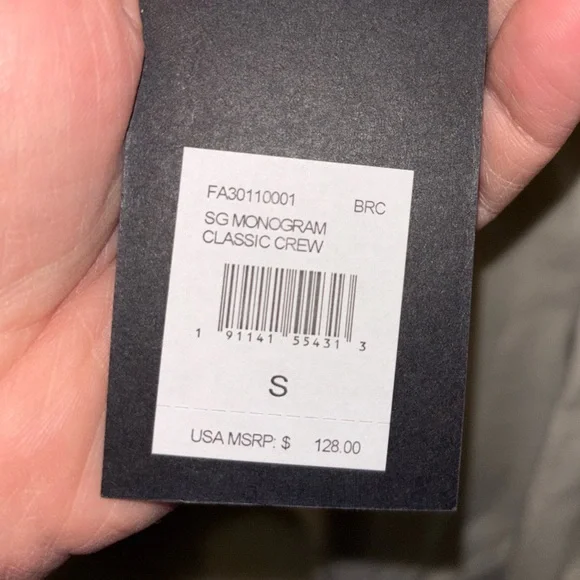 FA30110001 BRC
SG MONOGRAM
CLASSIC CREW
1 91141 55431 3
S
USA MSRP: $ 128.00